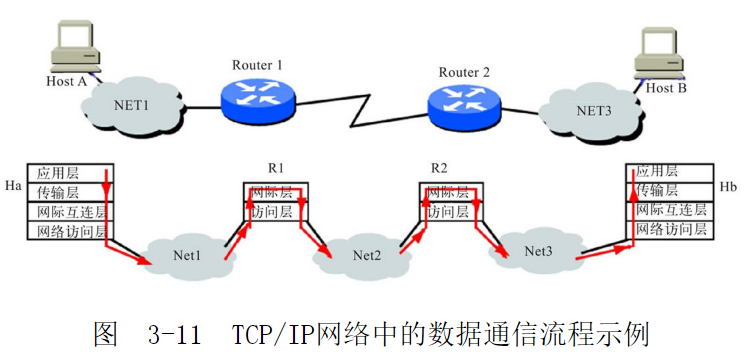 Host A
Router 1
NET1
Router 2
NET3
Host B
Ha
应用层
传输层
网际互连层
网络访问层
R1
网际层
访问层
R2
网际层
访问层
应用层
传输层
网际互连层
网络访问层
Hb
Net1
Net2
Net3
图 3-11 TCP/IP网络中的数据通信流程示例